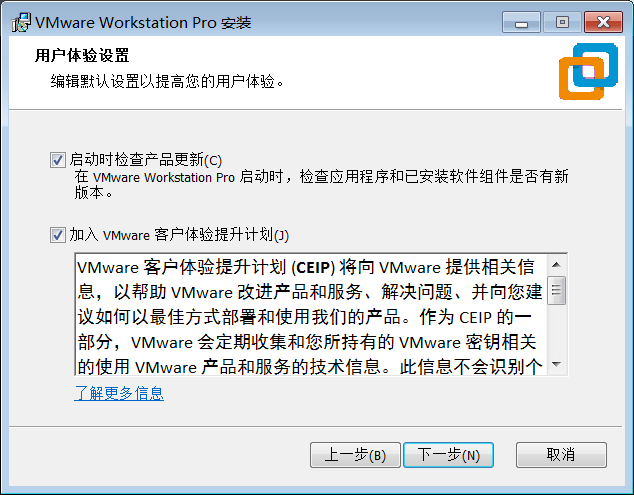 VMware Workstation Pro 安装
用户体验设置
编辑默认设置以提高您的用户体验。
启动时检查产品更新(C)
在 VMware Workstation Pro 启动时，检查应用程序和已安装软件组件是否有新
版本。
加入 VMware 客户体验提升计划(J)
VMware 客户体验提升计划 (CEIP) 将向 VMware 提供相关信
息，以帮助 VMware 改进产品和服务、解决问题、并向您建
议如何以最佳方式部署和使用我们的产品。作为 CEIP 的一
部分，VMware 会定期收集和您所持有的 VMware 密钥相关
的使用 VMware 产品和服务的技术信息。此信息不会识别个
了解更多信息
上一步(B) 下一步(N) 取消